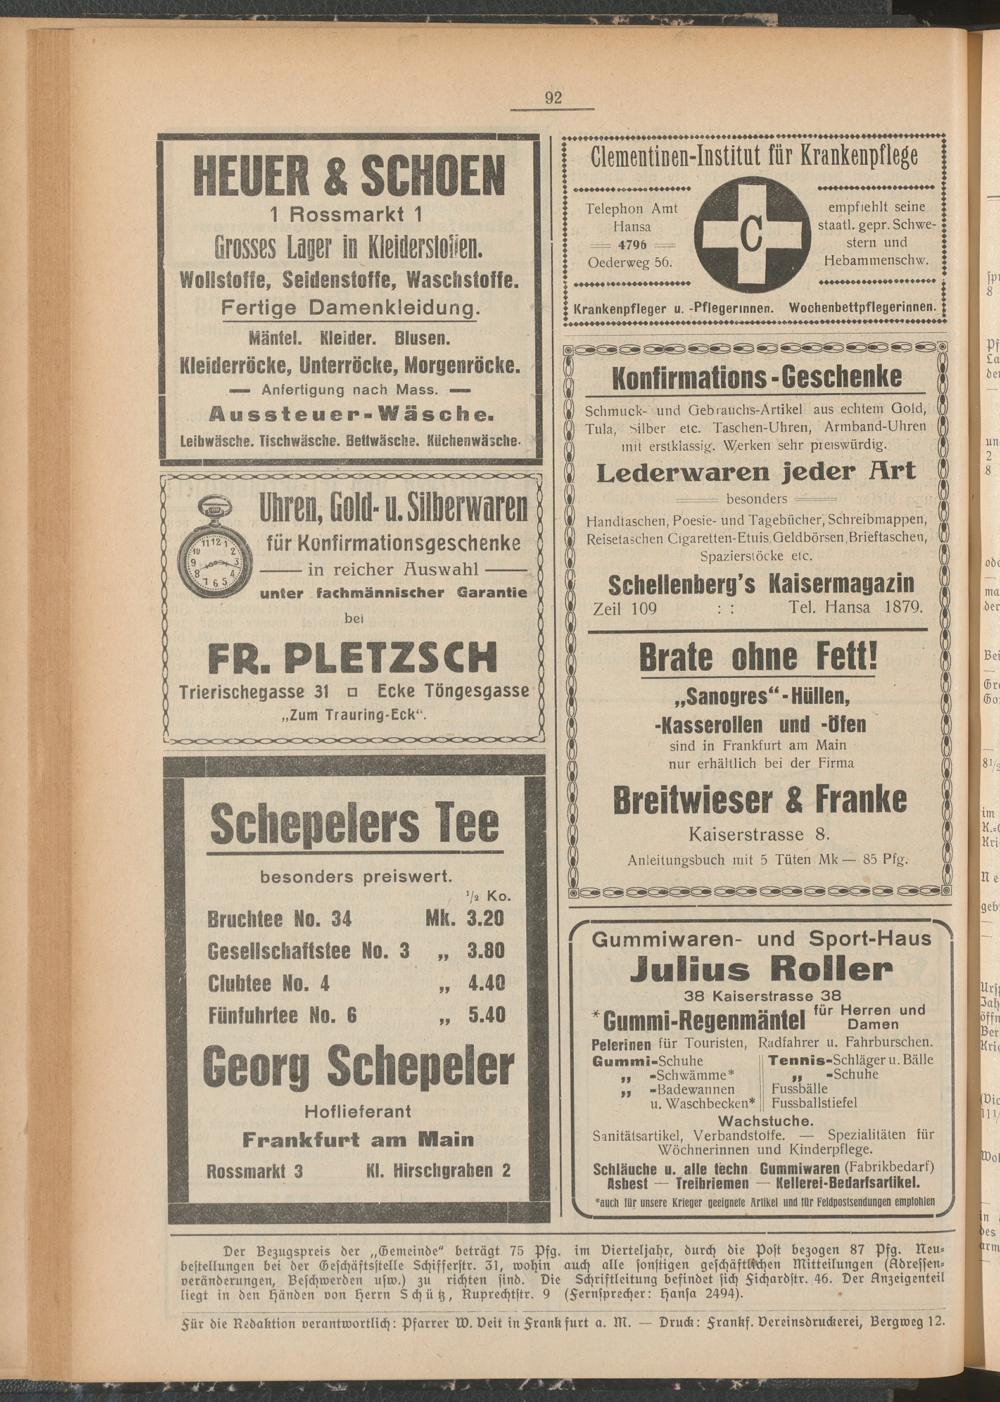 92
HEUER & SCHOEN
1 Rossmarkt 1
Grosses Lager in Kleiderstoffen.
Wollstoffe, Seidenstoffe, Waschstoffe.
Fertige Damenkleidung.
Mäntel. Kleider. Blusen.
Kleiderröcke, Unterröcke, Morgenröcke.
— Anfertigung nach Mass. —
Aussteuer-Wäsche.
Leibwäsche. Tischwäsche. Bettwäsche. Küchenwäsche.
Uhren, Gold- u. Silberwaren
für Konfirmationsgeschenke
— in reicher Auswahl —
unter fachmännischer Garantie
bei
FR. PLETZSCH
Trierischegasse 31 □ Ecke Töngesgasse
„Zum Trauring-Eck“.
Schepelers Tee
besonders preiswert.
½ Ko.
Bruchtee No. 34 Mk. 3.20
Gesellschaftstee No. 3 „ 3.80
Clubtee No. 4 „ 4.40
Fünfuhrtee No. 6 „ 5.40
Georg Schepeler
Hoflieferant
Frankfurt am Main
Rossmarkt 3 Kl. Hirschgraben 2
Clementinen-Institut für Krankenpflege
Telephon Amt
Hansa
4796
Oederweg 56.
C
empfiehlt seine
staatl. gepr. Schwe-
stern und
Hebammenschw.
Krankenpfleger u. -Pflegerinnen. Wochenbettpflegerinnen.
Konfirmations-Geschenke
Schmuck- und Gebrauchs-Artikel aus echtem Gold,
Tula, Silber etc. Taschen-Uhren, Armband-Uhren
mit erstklassig. Werken sehr preiswürdig.
Lederwaren jeder Art
besonders
Handtaschen, Poesie- und Tagebücher, Schreibmappen,
Reisetaschen Cigaretten-Etuis, Geldbörsen, Brieftaschen,
Spazierstöcke etc.
Schellenberg's Kaisermagazin
Zeil 109 : : Tel. Hansa 1879.
Brate ohne Fett!
„Sanogres“-Hüllen,
-Kasserollen und -Öfen
sind in Frankfurt am Main
nur erhältlich bei der Firma
Breitwieser & Franke
Kaiserstrasse 8.
Anleitungsbuch mit 5 Tüten Mk — 85 Pfg.
Gummiwaren- und Sport-Haus
Julius Roller
38 Kaiserstrasse 38
*Gummi-Regenmäntel für Herren und
Damen
Pelerinen für Touristen, Radfahrer u. Fahrburschen.
Gummi-Schuhe
„ -Schwämme*
„ -Badewannen
u. Waschbecken*
Tennis-Schläger u. Bälle
„ -Schuhe
Fussbälle
Fussballstiefel
Wachstuche.
Sanitätsartikel, Verbandstoffe. — Spezialitäten für
Wöchnerinnen und Kinderpflege.
Schläuche u. alle techn. Gummiwaren (Fabrikbedarf)
Asbest — Treibriemen — Kellerei-Bedarfsartikel.
*auch für unsere Krieger geeignete Artikel und für Feldpostsendungen empfohlen
Der Bezugspreis der „Gemeinde“ beträgt 75 Pfg. im Vierteljahr, durch die Post bezogen 87 Pfg. Neu-
bestellungen bei der Geschäftsstelle Schifferstr. 31, wohin auch alle sonstigen geschäftlichen Mitteilungen (Adressen-
veränderungen, Beschwerden usw.) zu richten sind. Die Schriftleitung befindet sich Fichardstr. 46. Der Anzeigenteil
liegt in den Händen von Herrn Schütz, Ruprechtstr. 9 (Fernsprecher: Hansa 2494).
Für die Redaktion verantwortlich: Pfarrer W. Veit in Frankfurt a. M. — Druck: Frankf. Vereinsdruckerei, Bergweg 12.